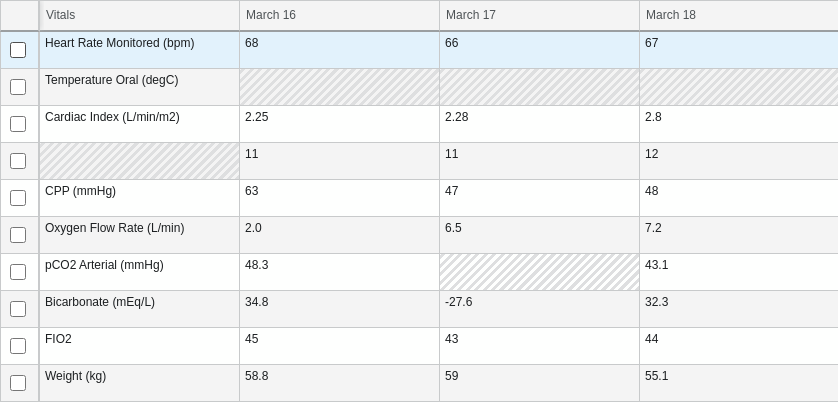 Vitals March 16 March 17 March 18
Heart Rate Monitored (bpm) 68 66 67
Temperature Oral (degC)
Cardiac Index (L/min/m2) 2.25 2.28 2.8
11 11 12
CPP (mmHg) 63 47 48
Oxygen Flow Rate (L/min) 2.0 6.5 7.2
pCO2 Arterial (mmHg) 48.3 43.1
Bicarbonate (mEq/L) 34.8 -27.6 32.3
FIO2 45 43 44
Weight (kg) 58.8 59 55.1